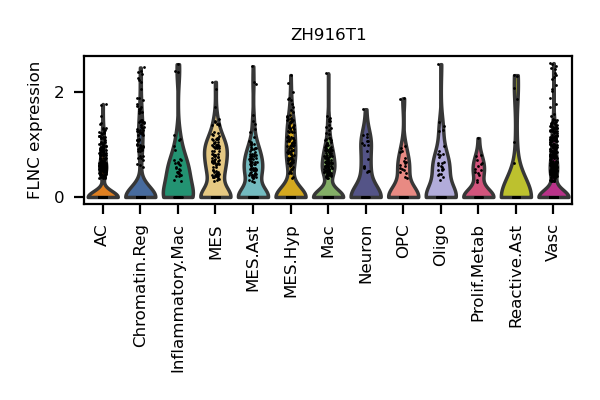 ZH916T1
FLNC expression
2
0
AC
Chromatin.Reg
Inflammatory.Mac
MES
MES.Ast
MES.Hyp
Mac
Neuron
OPC
Oligo
Prolif.Metab
Reactive.Ast
Vasc